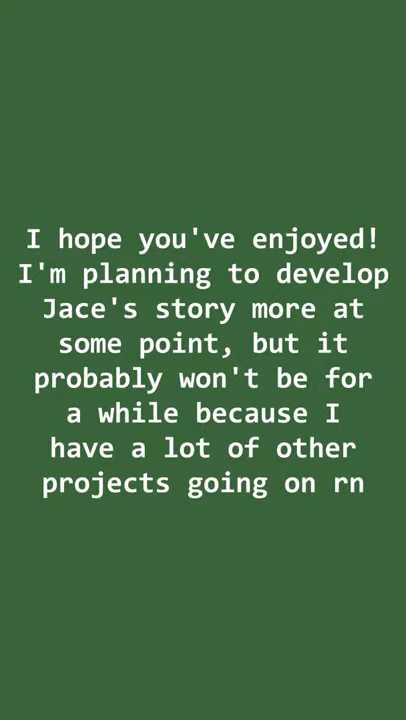 I hope you've enjoyed!
I'm planning to develop
Jace's story more at
some point, but it
probably won't be for
a while because I
have a lot of other
projects going on rn